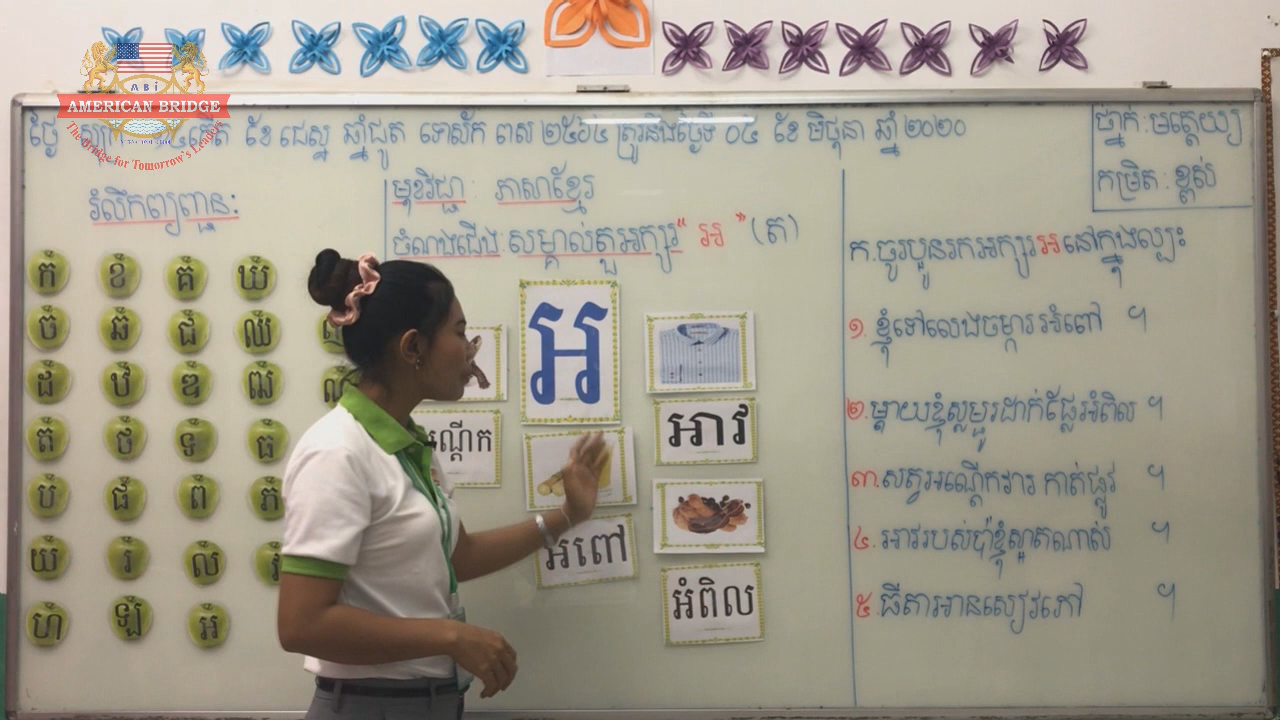 ABi
AMERICAN BRIDGE
The Bridge for Tomorrow's Leaders
ខែ ជេស្ឋ ឆ្នាំជូត ទោស័ក ពស ២៥៦៤ ត្រូវនឹងថ្ងៃទី ០៤ ខែ មិថុនា ឆ្នាំ ២០២០
ថ្នាក់ : មត្តេយ្យ
កម្រិត : ខ្ពស់
រំលឹកព្យញ្ជនៈ
ក ខ គ ឃ
ច ឆ ជ ឈ
ដ ឋ ឌ ឍ ណ
ត ថ ទ ធ
ប ផ ព ភ
យ រ ល វ
ហ ឡ អ
មុខវិជ្ជា : ភាសាខ្មែរ
ចំណងជើង : សម្គាល់តួអក្សរ "អ" (ត)
អ
អណ្តើក
អាវ
អំពៅ
អំពិល
ក. ចូរប្អូនរកអក្សរ អ នៅក្នុងល្បះ
១. ខ្ញុំទៅលេងចម្ការអំពៅ ។
២. ម្តាយខ្ញុំស្លម្ជូរដាក់ផ្លែអំពិល ។
៣. សត្វអណ្តើកវារកាត់ផ្លូវ ។
៤. អាវរបស់ប៉ាខ្ញុំស្អាតណាស់ ។
៥. ធីតាអានសៀវភៅ ។